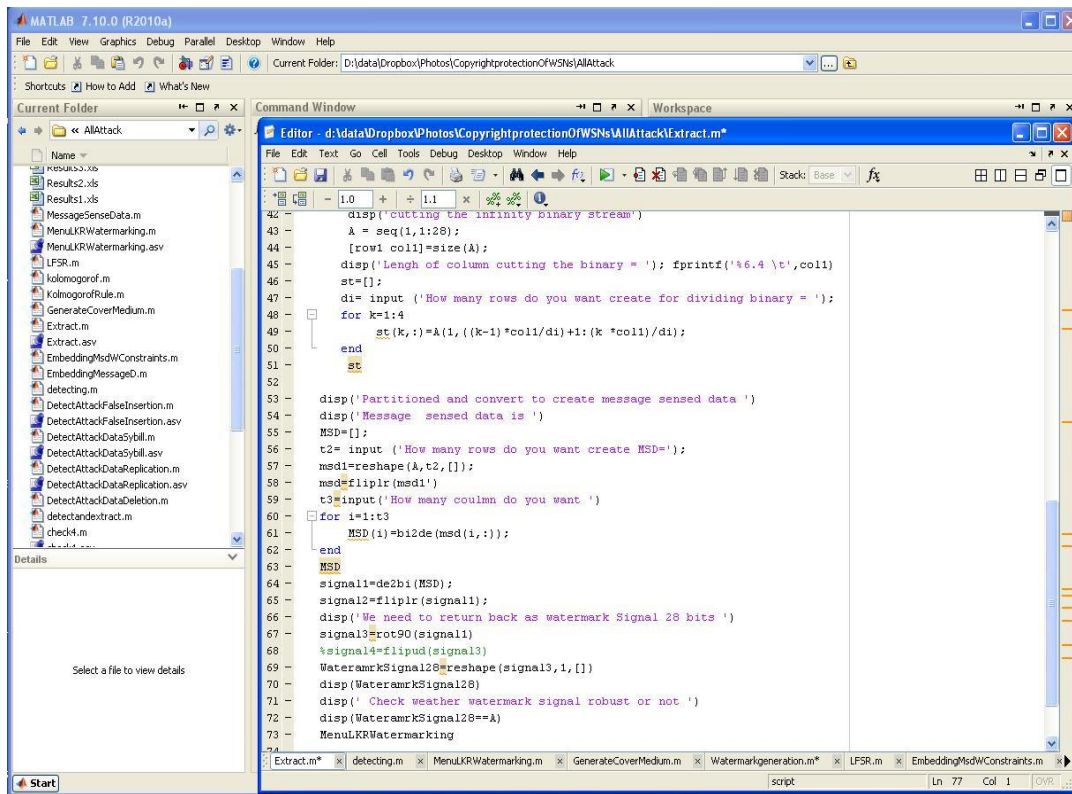 MATLAB 7.10.0 (R2010a)
File Edit View Graphics Debug Parallel Desktop Window Help
Current Folder: D:\data\Dropbox\Photos\CopyrightprotectionOfWSNs\AllAttack
Shortcuts How to Add What's New
Current Folder
« AllAttack
Name
Results3.xls
Results2.xls
Results1.xls
MessageSenseData.m
MenuLKRWatermarking.m
MenuLKRWatermarking.asv
LFSR.m
kolomogorof.m
KolmogorofRule.m
GenerateCoverMedium.m
Extract.m
Extract.asv
EmbeddingMsdWConstraints.m
EmbeddingMessageD.m
detecting.m
DetectAttackFalseInsertion.m
DetectAttackFalseInsertion.asv
DetectAttackDataSybill.m
DetectAttackDataSybill.asv
DetectAttackDataReplication.m
DetectAttackDataReplication.asv
DetectAttackDataDeletion.m
detectandextract.m
check4.m
Details
Select a file to view details
Start
Command Window
Workspace
Editor - d:\data\Dropbox\Photos\CopyrightprotectionOfWSNs\AllAttack\Extract.m*
File Edit Text Go Cell Tools Debug Desktop Window Help
Stack: Base fx
- 1.0 + ÷ 1.1 ×
42 - disp('cutting the infinity binary stream')
43 - A = seq(1,1:28);
44 - [row1 col1]=size(A);
45 - disp('Lengh of column cutting the binary = '); fprintf('%6.4 \t',col1)
46 - st=[];
47 - di= input ('How many rows do you want create for dividing binary = ');
48 - for k=1:4
49 - st(k,:)=A(1,((k-1)*col1/di)+1:(k *col1)/di);
50 - end
51 - st
52
53 - disp('Partitioned and convert to create message sensed data ')
54 - disp('Message  sensed data is ')
55 - MSD=[];
56 - t2= input ('How many rows do you want create MSD=');
57 - msd1=reshape(A,t2,[]);
58 - msd=fliplr(msd1')
59 - t3=input('How many coulmn do you want ')
60 - for i=1:t3
61 - MSD(i)=bi2de(msd(i,:));
62 - end
63 - MSD
64 - signal1=de2bi(MSD);
65 - signal2=fliplr(signal1);
66 - disp('We need to return back as watermark Signal 28 bits ')
67 - signal3=rot90(signal1)
68 %signal4=flipud(signal3)
69 - WateramrkSignal28=reshape(signal3,1,[])
70 - disp(WateramrkSignal28)
71 - disp(' Check weather watermark signal robust or not ')
72 - disp(WateramrkSignal28==A)
73 - MenuLKRWatermarking
Extract.m* × detecting.m × MenuLKRWatermarking.m × GenerateCoverMedium.m × Watermarkgeneration.m* × LFSR.m × EmbeddingMsdWConstraints.m ×
script Ln 77 Col 1 OVR